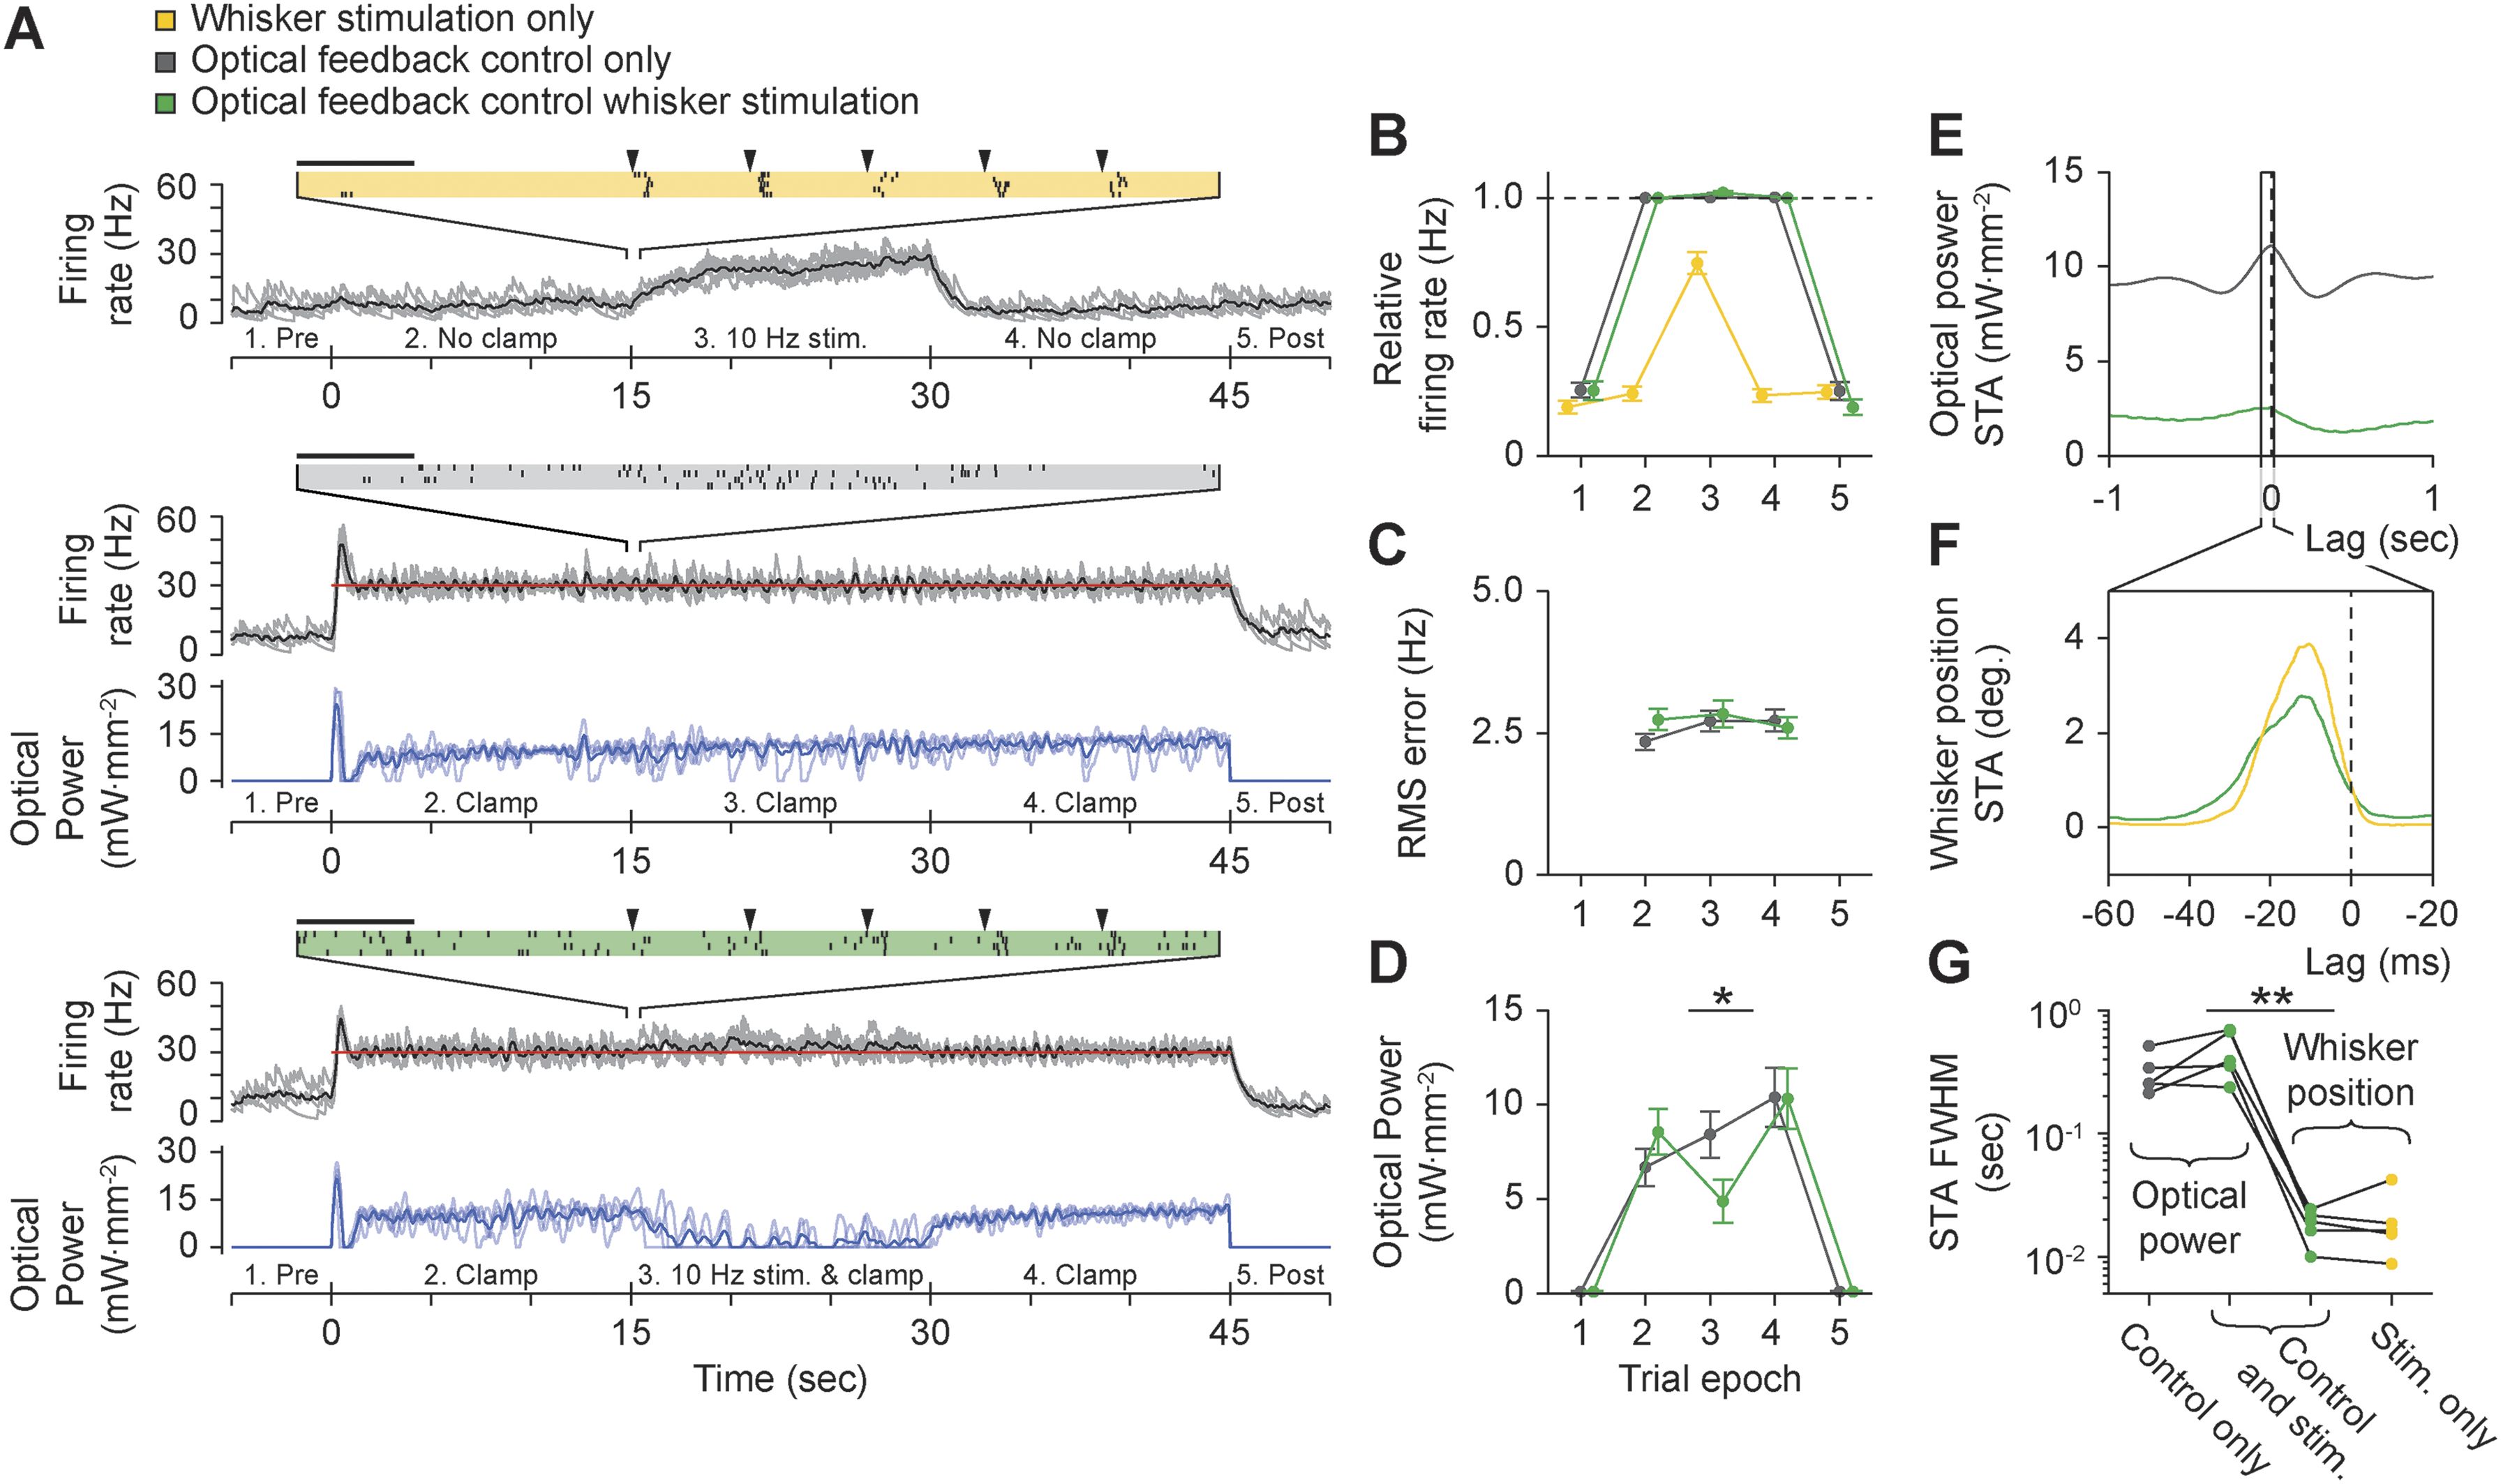 A
Whisker stimulation only
Optical feedback control only
Optical feedback control whisker stimulation
Firing
rate (Hz)
60
30
0
1. Pre
2. No clamp
3. 10 Hz stim.
4. No clamp
5. Post
0
15
30
45
Firing
rate (Hz)
60
30
0
Optical
Power
(mW·mm-2)
30
15
0
1. Pre
2. Clamp
3. Clamp
4. Clamp
5. Post
0
15
30
45
Firing
rate (Hz)
60
30
0
Optical
Power
(mW·mm-2)
30
15
0
1. Pre
2. Clamp
3. 10 Hz stim. & clamp
4. Clamp
5. Post
0
15
30
45
Time (sec)
B
Relative
firing rate (Hz)
1.0
0.5
0
1 2 3 4 5
C
RMS error (Hz)
5.0
2.5
0
1 2 3 4 5
D
Optical Power
(mW·mm-2)
15
10
5
0
*
1 2 3 4 5
Trial epoch
E
Optical power
STA (mW·mm-2)
15
10
5
0
-1 0 1
Lag (sec)
F
Whisker position
STA (deg.)
4
2
0
-60 -40 -20 0 -20
Lag (ms)
G
STA FWHM
(sec)
100
10-1
10-2
**
Whisker
position
Optical
power
Control only
Control
and stim.
Stim. only